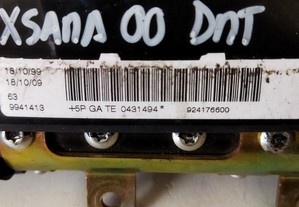 XSARA 00 DNT
18/10/99
18/10/09
63
9941413
+5P GA TE 0431494*
924176600